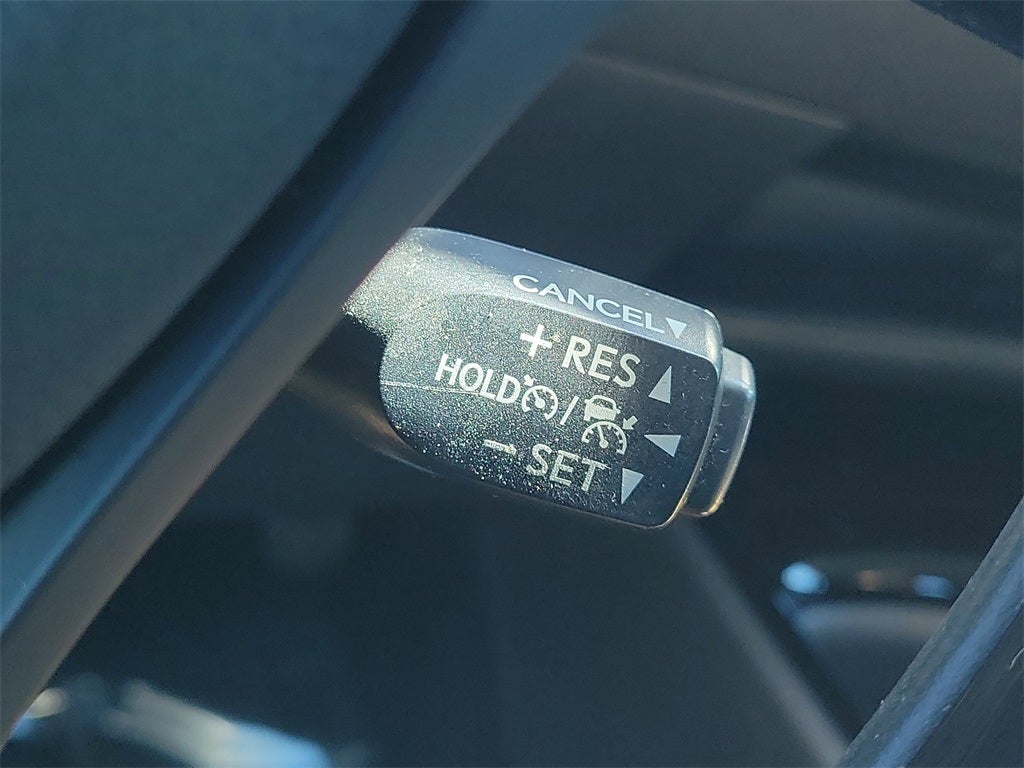 CANCEL
+ RES
HOLD /
− SET